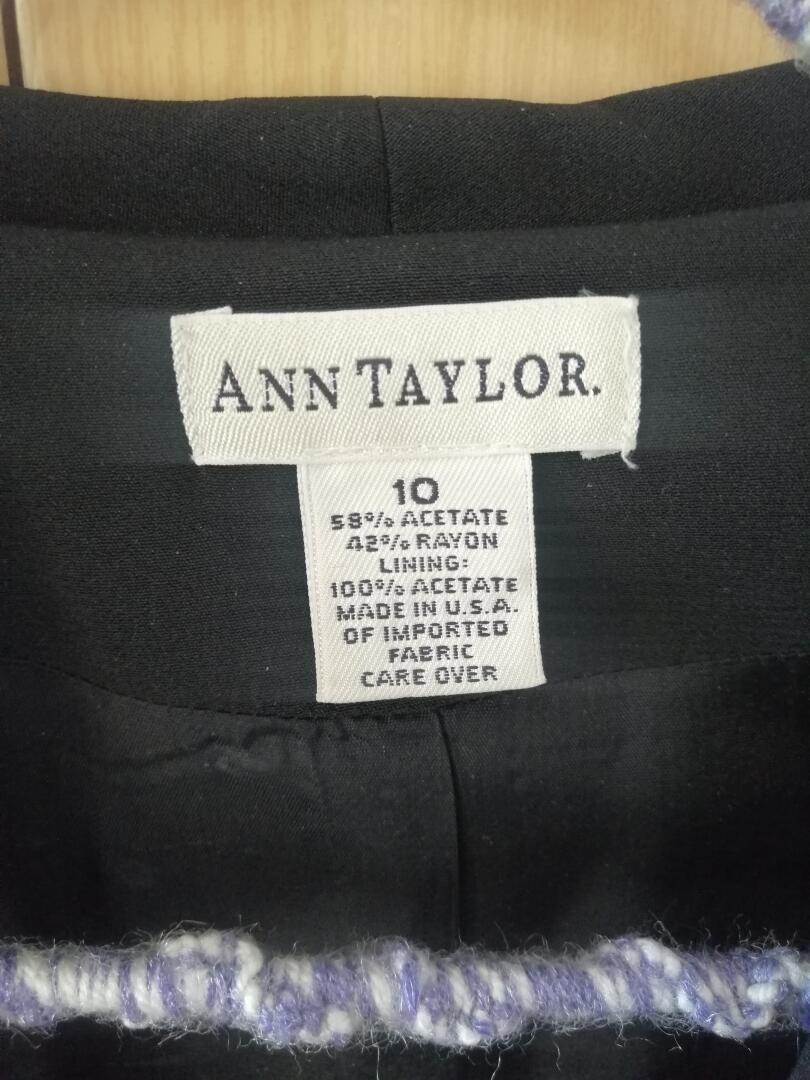 ANN TAYLOR.
10
58% ACETATE
42% RAYON
LINING:
100% ACETATE
MADE IN U.S.A.
OF IMPORTED
FABRIC
CARE OVER